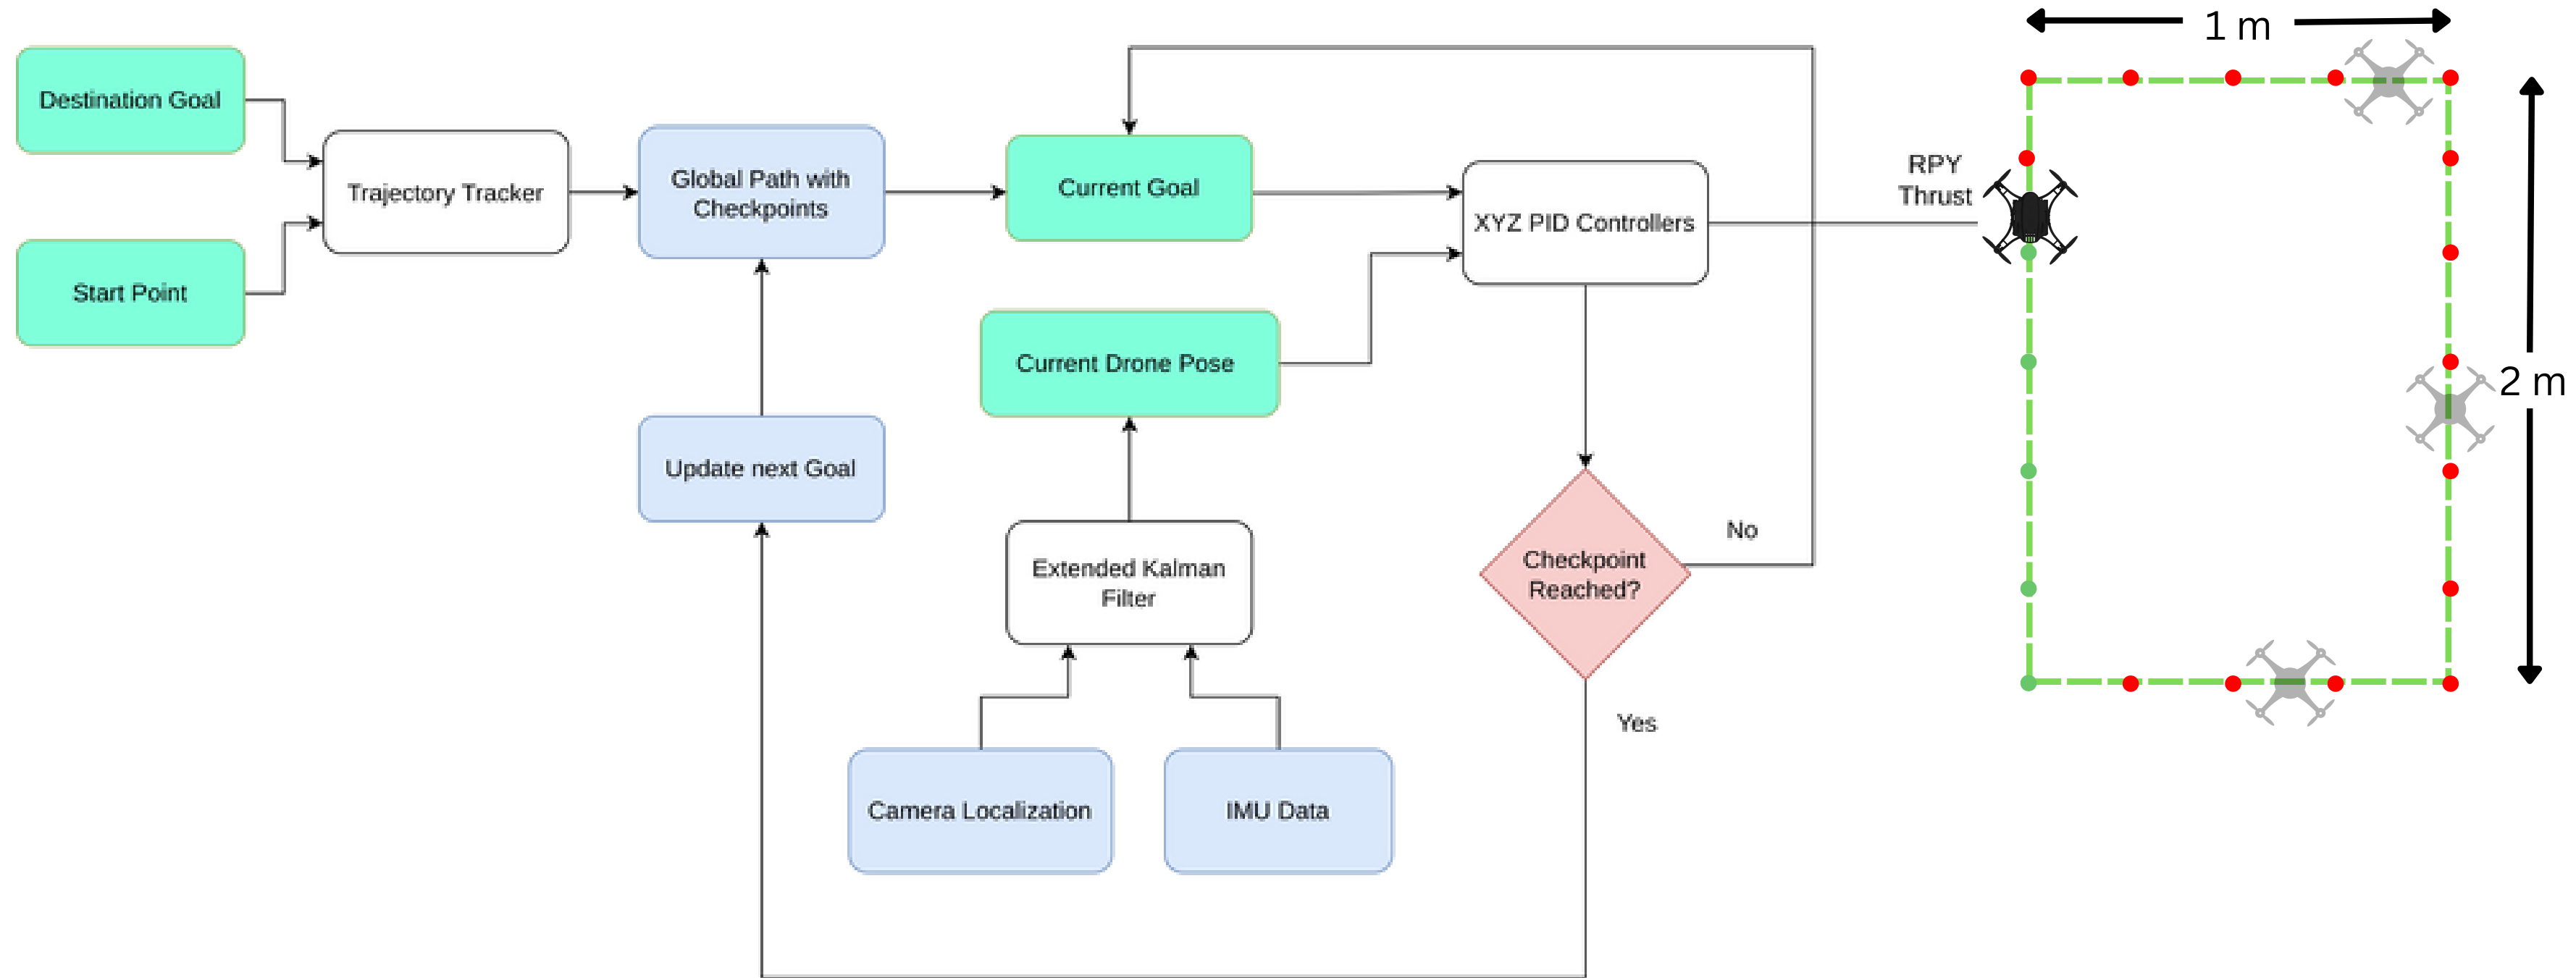 Destination Goal
Start Point
Trajectory Tracker
Global Path with
Checkpoints
Update next Goal
Current Goal
Current Drone Pose
Extended Kalman
Filter
Camera Localization
IMU Data
XYZ PID Controllers
Checkpoint
Reached?
No
Yes
RPY
Thrust
1 m
2 m